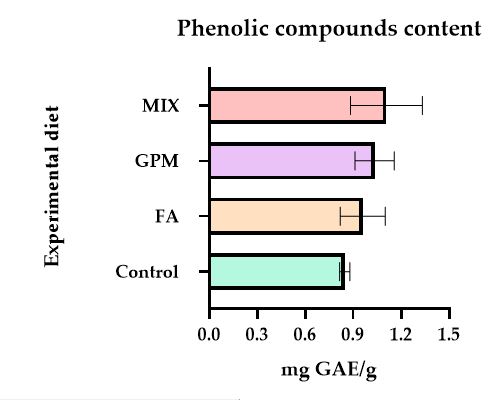 Phenolic compounds content
Experimental diet
MIX
GPM
FA
Control
0.0 0.3 0.6 0.9 1.2 1.5
mg GAE/g